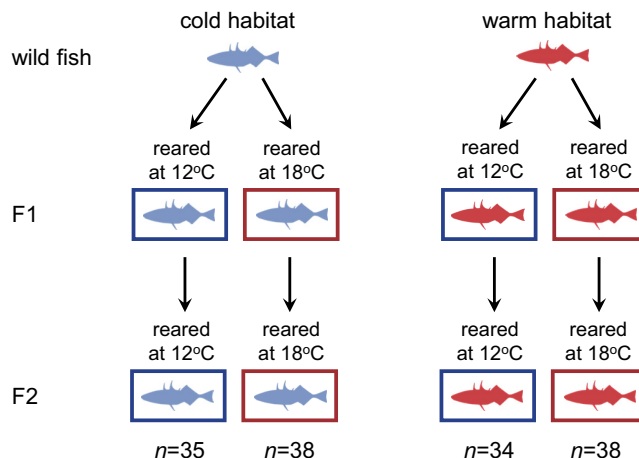 cold habitat
warm habitat
wild fish
reared
at 12°C
reared
at 18°C
reared
at 12°C
reared
at 18°C
F1
reared
at 12°C
reared
at 18°C
reared
at 12°C
reared
at 18°C
F2
n=35
n=38
n=34
n=38